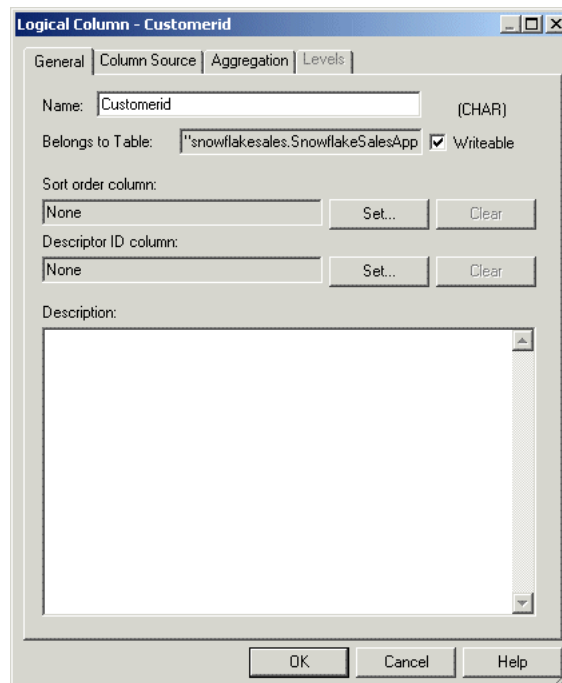 Logical Column - Customerid
General Column Source Aggregation Levels
Name: Customerid (CHAR)
Belongs to Table: "snowflakesales.SnowflakeSalesApp Writeable
Sort order column:
None Set... Clear
Descriptor ID column:
None Set... Clear
Description:
OK Cancel Help